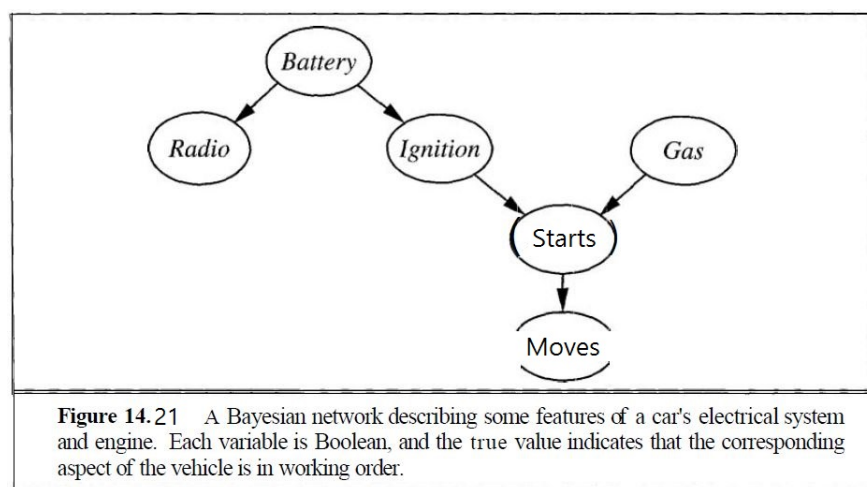 Battery
Radio
Ignition
Gas
Starts
Moves
Figure 14.21 A Bayesian network describing some features of a car's electrical system
and engine. Each variable is Boolean, and the true value indicates that the corresponding
aspect of the vehicle is in working order.